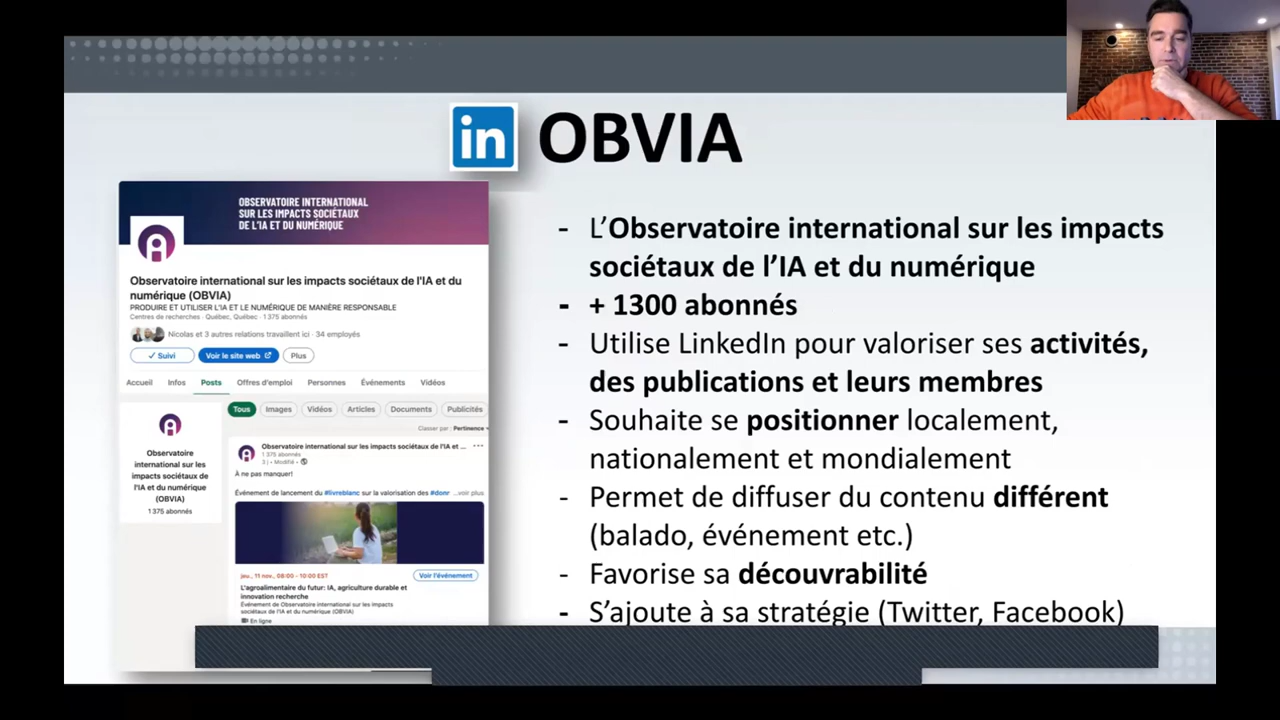 in OBVIA
OBSERVATOIRE INTERNATIONAL
SUR LES IMPACTS SOCIÉTAUX
DE L'IA ET DU NUMÉRIQUE
Observatoire international sur les impacts sociétaux de l'IA et du
numérique (OBVIA)
PRODUIRE ET UTILISER L'IA ET LE NUMÉRIQUE DE MANIÈRE RESPONSABLE
Centres de recherches · Québec, Québec · 1 375 abonnés
Nicolas et 3 autres relations travaillent ici · 34 employés
✓ Suivi Voir le site web Plus
Accueil Infos Posts Offres d'emploi Personnes Événements Vidéos
Tous Images Vidéos Articles Documents Publicités
Classer par : Pertinence
Observatoire
international sur les
impacts sociétaux de
l'IA et du numérique
(OBVIA)
1 375 abonnés
Observatoire international sur les impacts sociétaux de l'IA et ...
1 375 abonnés
3 j • Modifié •
À ne pas manquer!
Événement de lancement du #livreblanc sur la valorisation des #donr ...voir plus
jeu., 11 nov., 08:00 - 10:00 EST
Voir l'événement
L'agroalimentaire du futur: IA, agriculture durable et
innovation recherche
Événement de Observatoire international sur les impacts
sociétaux de l'IA et du numérique (OBVIA)
En ligne
- L'Observatoire international sur les impacts
sociétaux de l'IA et du numérique
- + 1300 abonnés
- Utilise LinkedIn pour valoriser ses activités,
des publications et leurs membres
- Souhaite se positionner localement,
nationalement et mondialement
- Permet de diffuser du contenu différent
(balado, événement etc.)
- Favorise sa découvrabilité
- S'ajoute à sa stratégie (Twitter, Facebook)